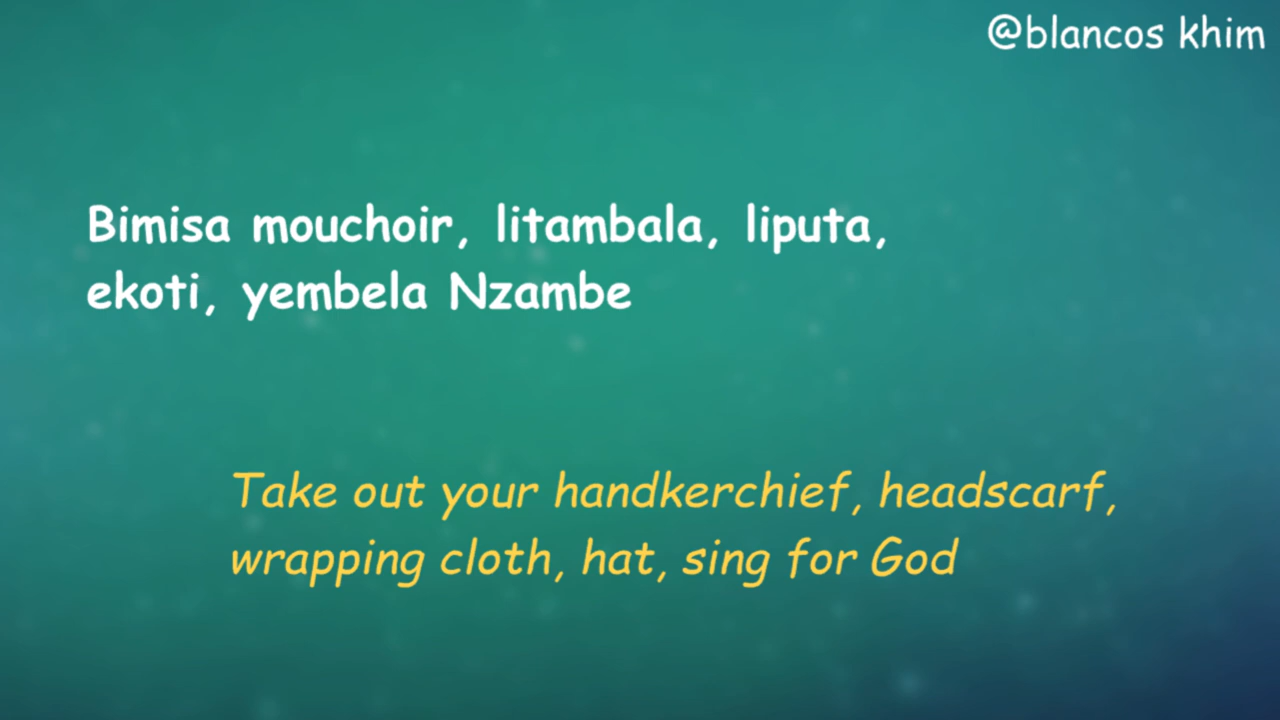 @blancos khim
Bimisa mouchoir, litambala, liputa,
ekoti, yembela Nzambe
Take out your handkerchief, headscarf,
wrapping cloth, hat, sing for God